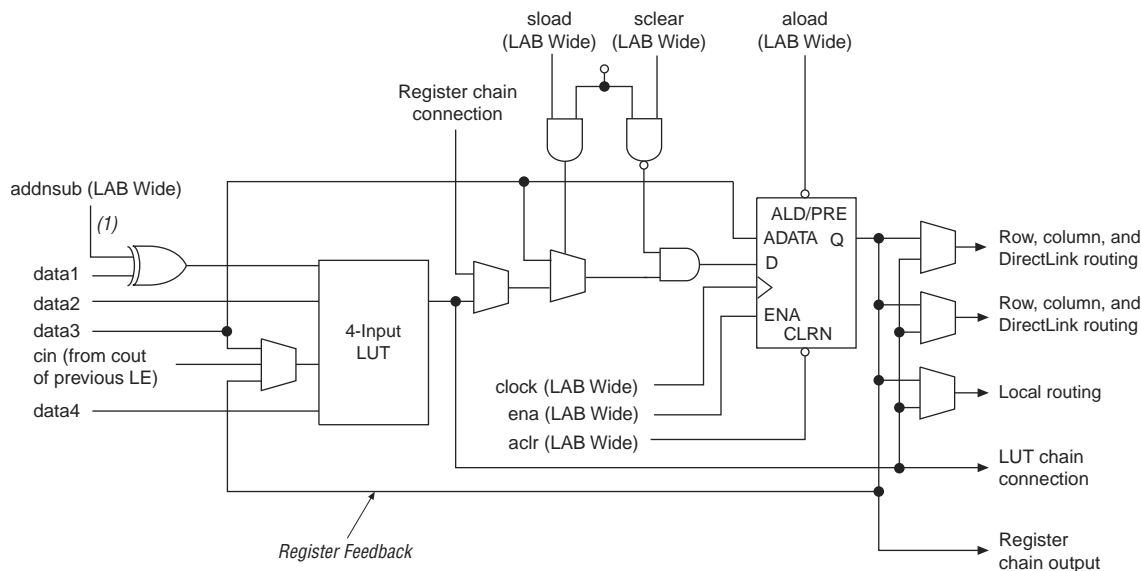 sload
(LAB Wide)
sclear
(LAB Wide)
aload
(LAB Wide)
Register chain
connection
addnsub (LAB Wide)
(1)
data1
data2
data3
cin (from cout
of previous LE)
data4
4-Input
LUT
ALD/PRE
ADATA Q
D
ENA
CLRN
clock (LAB Wide)
ena (LAB Wide)
aclr (LAB Wide)
Row, column, and
DirectLink routing
Row, column, and
DirectLink routing
Local routing
LUT chain
connection
Register
chain output
Register Feedback